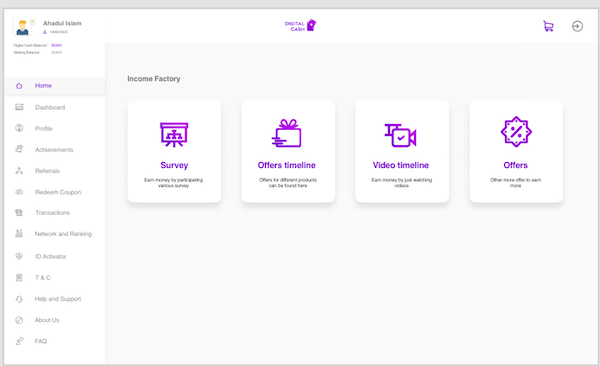 Ahadul Islam
Digital Cash Balance
Waiting Balance
DIGITAL
CASH
Home
Dashboard
Profile
Achievements
Referrals
Redeem Coupon
Transactions
Network and Ranking
ID Activator
T & C
Help and Support
About Us
FAQ
Income Factory
Survey
Earn money by participating
various survey
Offers timeline
Offers for different products
can be found here
Video timeline
Earn money by just watching
videos
Offers
Other more offer to earn
more